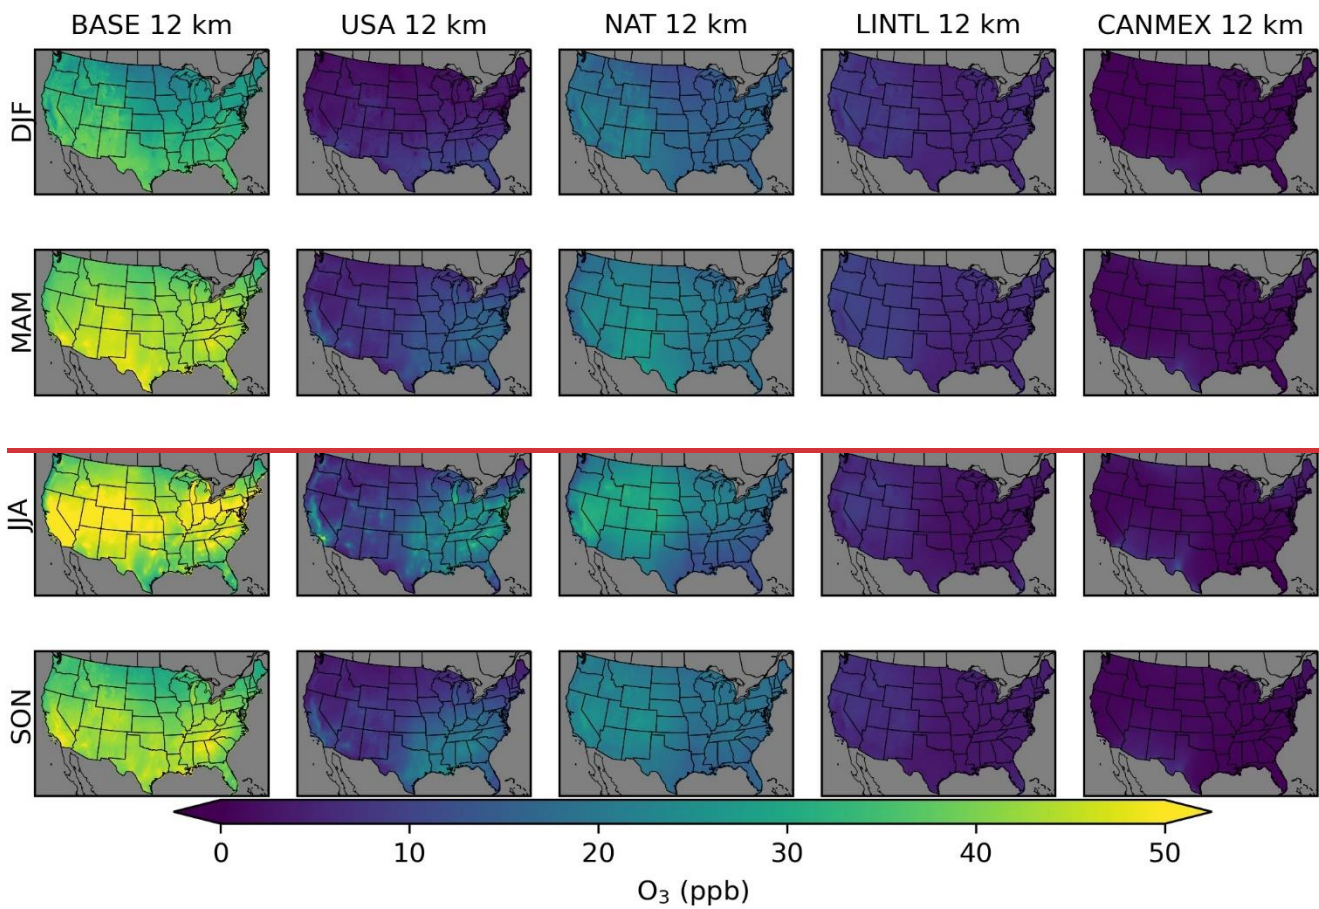 BASE 12 km USA 12 km NAT 12 km LINTL 12 km CANMEX 12 km
DJF
MAM
JJA
SON
0 10 20 30 40 50
O₃ (ppb)